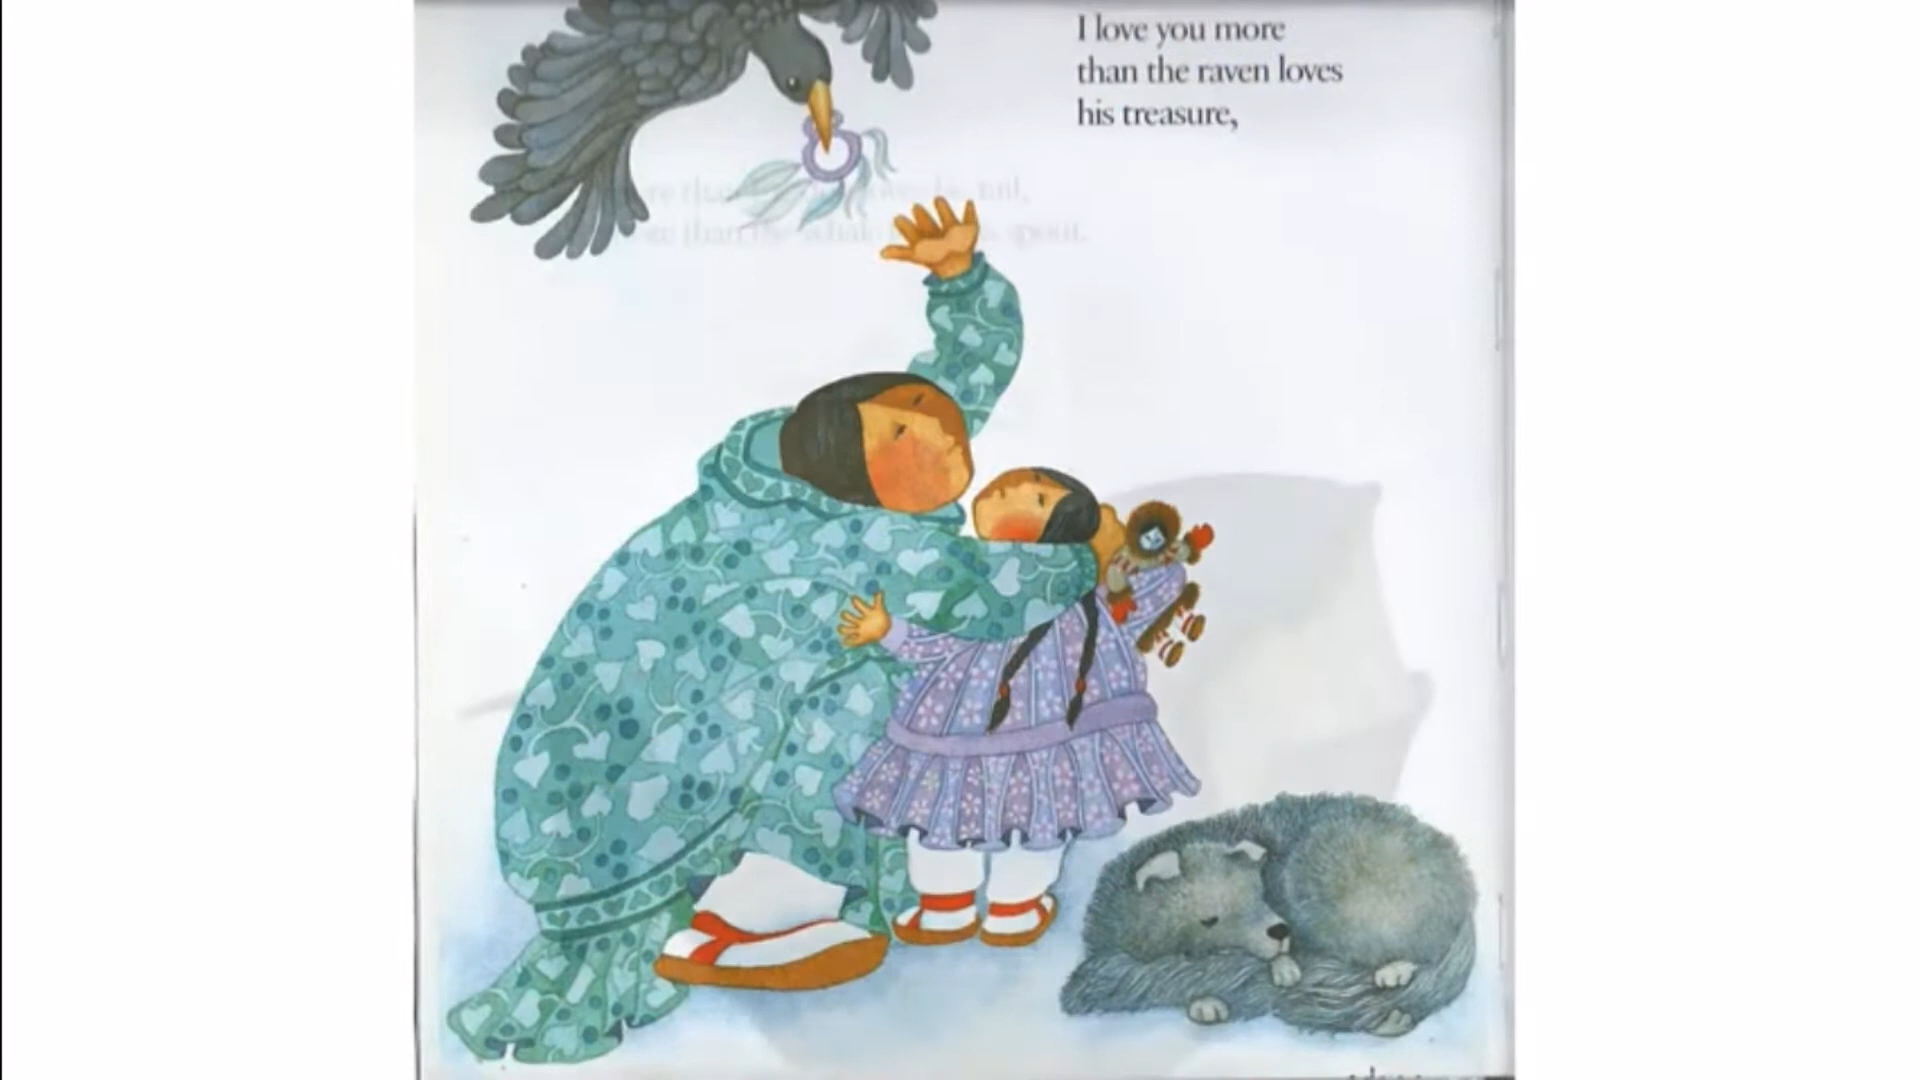 I love you more
than the raven loves
his treasure,